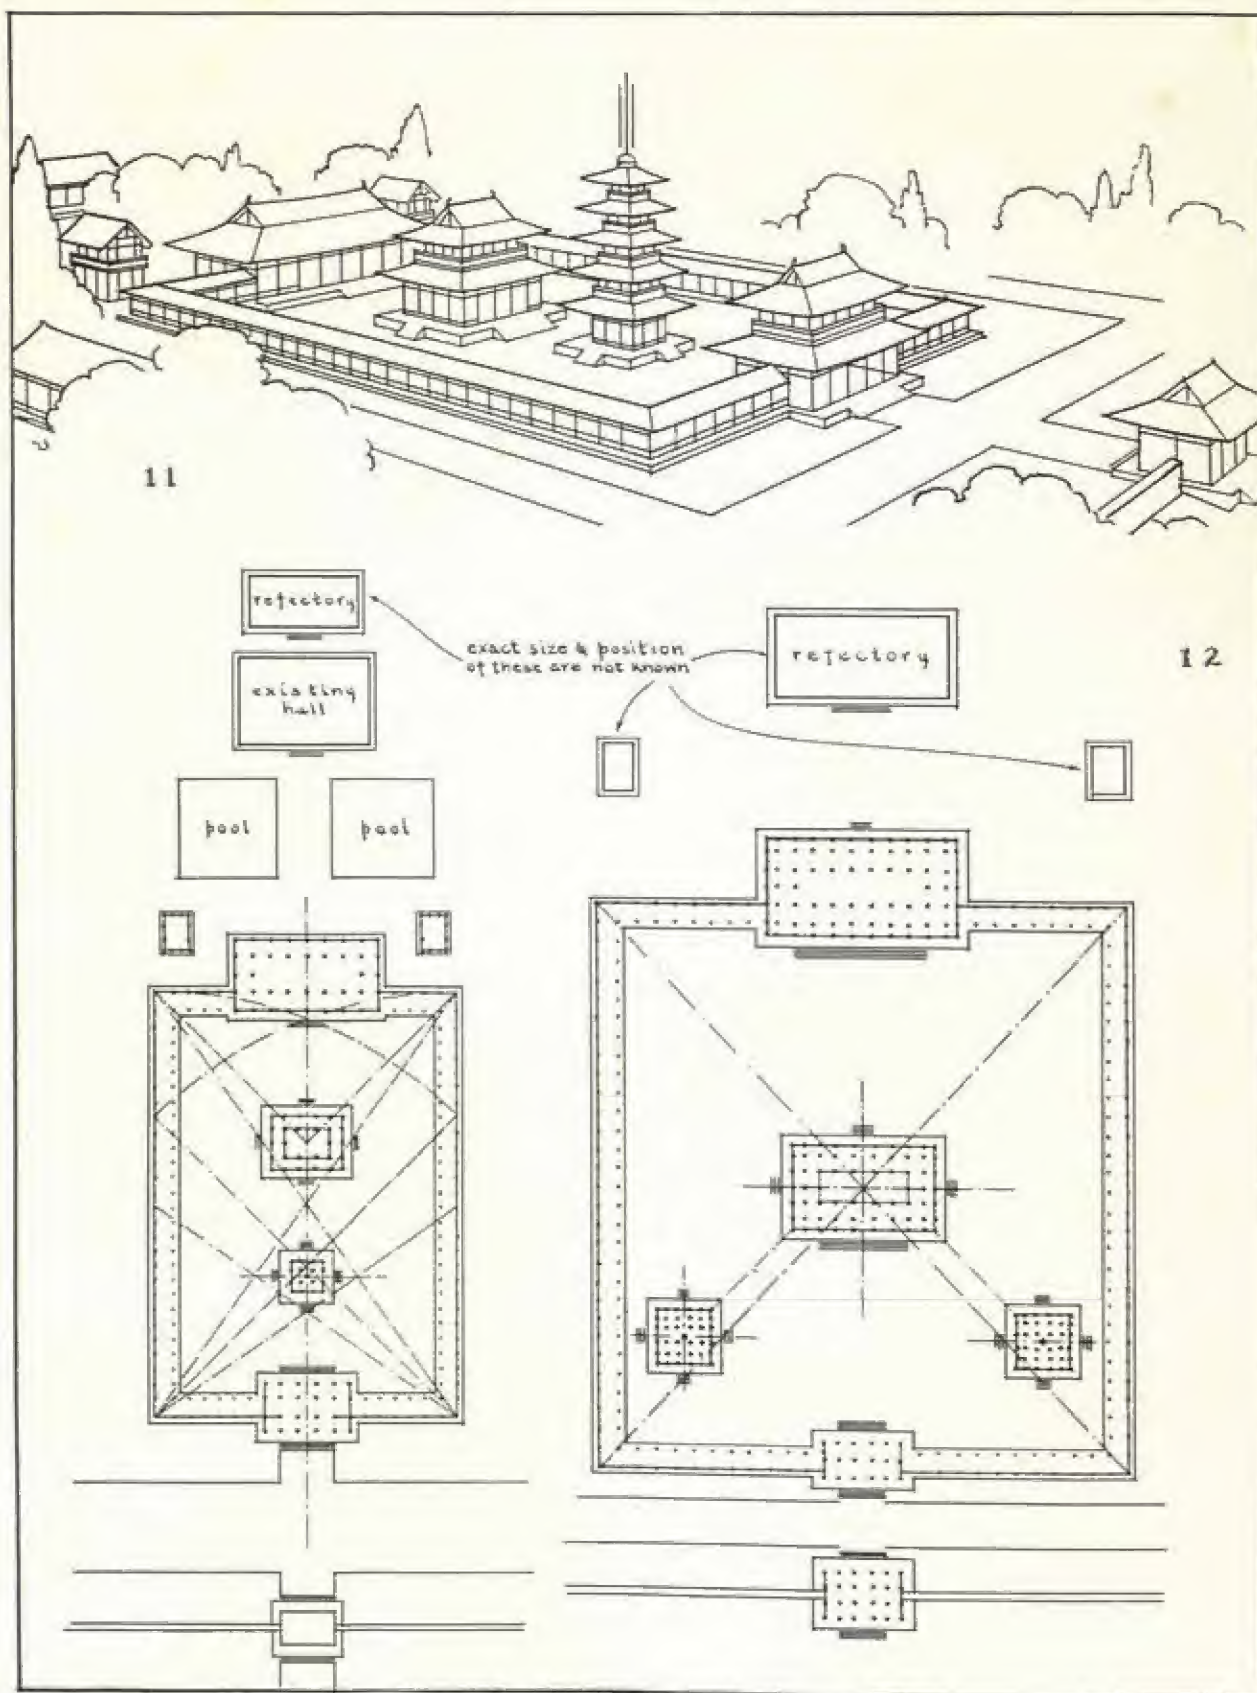 11
refectory
exact size & position
of these are not known
refectory
12
existing
hall
pool
pool